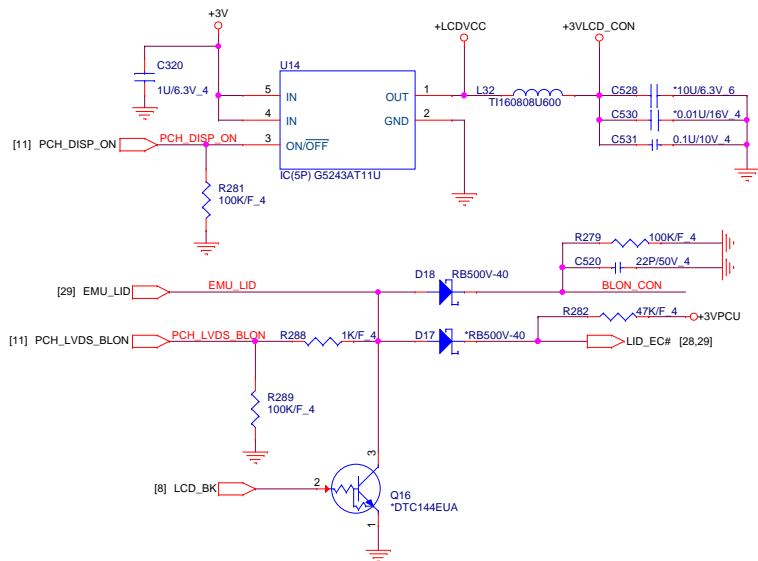 +3V
+LCDVCC
+3VLCD_CON
C320
1U/6.3V_4
U14
5 IN OUT 1
4 IN GND 2
3 ON/OFF
IC(5P) G5243AT11U
L32
TI160808U600
C528 *10U/6.3V_6
C530 *0.01U/16V_4
C531 0.1U/10V_4
[11] PCH_DISP_ON PCH_DISP_ON
R281
100K/F_4
R279 100K/F_4
C520 22P/50V_4
[29] EMU_LID EMU_LID D18 RB500V-40 BLON_CON
R282 47K/F_4 +3VPCU
[11] PCH_LVDS_BLON PCH_LVDS_BLON R288 1K/F_4 D17 *RB500V-40 LID_EC# [28,29]
R289
100K/F_4
3
[8] LCD_BK 2
Q16
*DTC144EUA
1